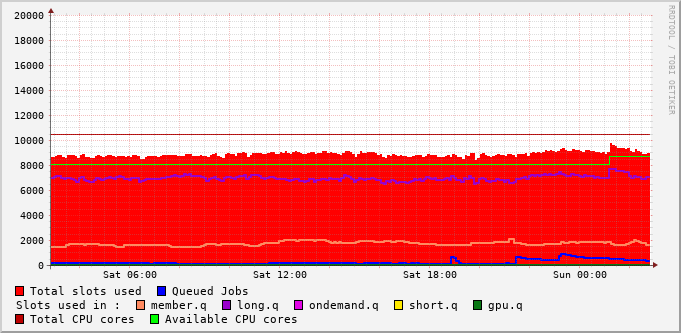 20000
18000
16000
14000
12000
10000
8000
6000
4000
2000
0
Sat 06:00 Sat 12:00 Sat 18:00 Sun 00:00
RRDTOOL / TOBI OETIKER
Total slots used Queued Jobs
Slots used in : member.q long.q ondemand.q short.q gpu.q
Total CPU cores Available CPU cores